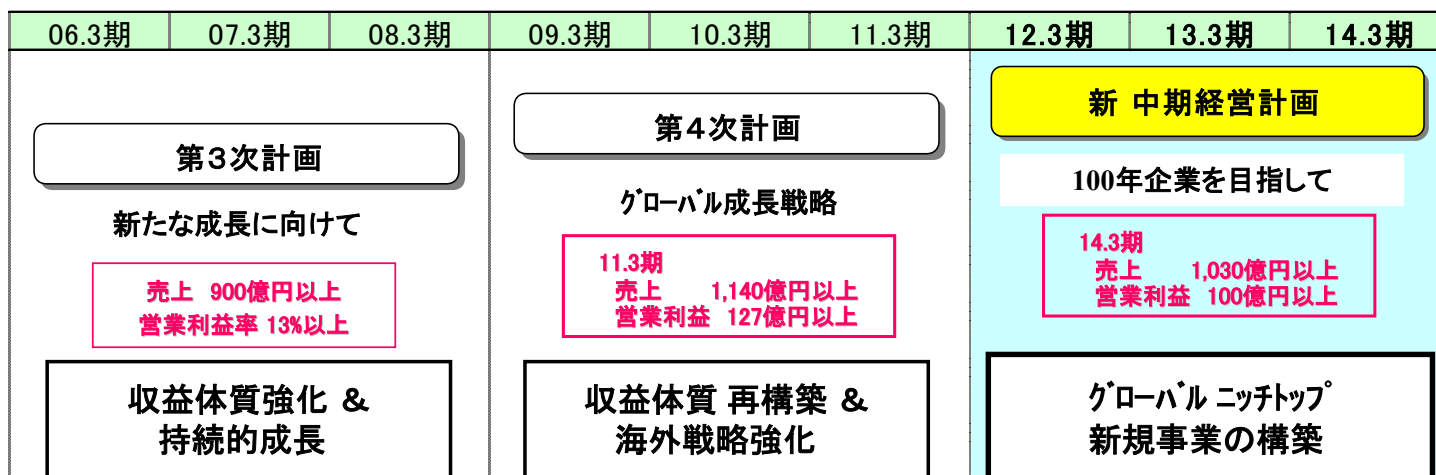 06.3期 07.3期 08.3期 09.3期 10.3期 11.3期 12.3期 13.3期 14.3期
第3次計画
新たな成長に向けて
売上 900億円以上
営業利益率 13%以上
収益体質強化 &
持続的成長
第4次計画
グローバル成長戦略
11.3期
売上 1,140億円以上
営業利益 127億円以上
収益体質 再構築 &
海外戦略強化
新 中期経営計画
100年企業を目指して
14.3期
売上 1,030億円以上
営業利益 100億円以上
グローバル ニッチトップ
新規事業の構築